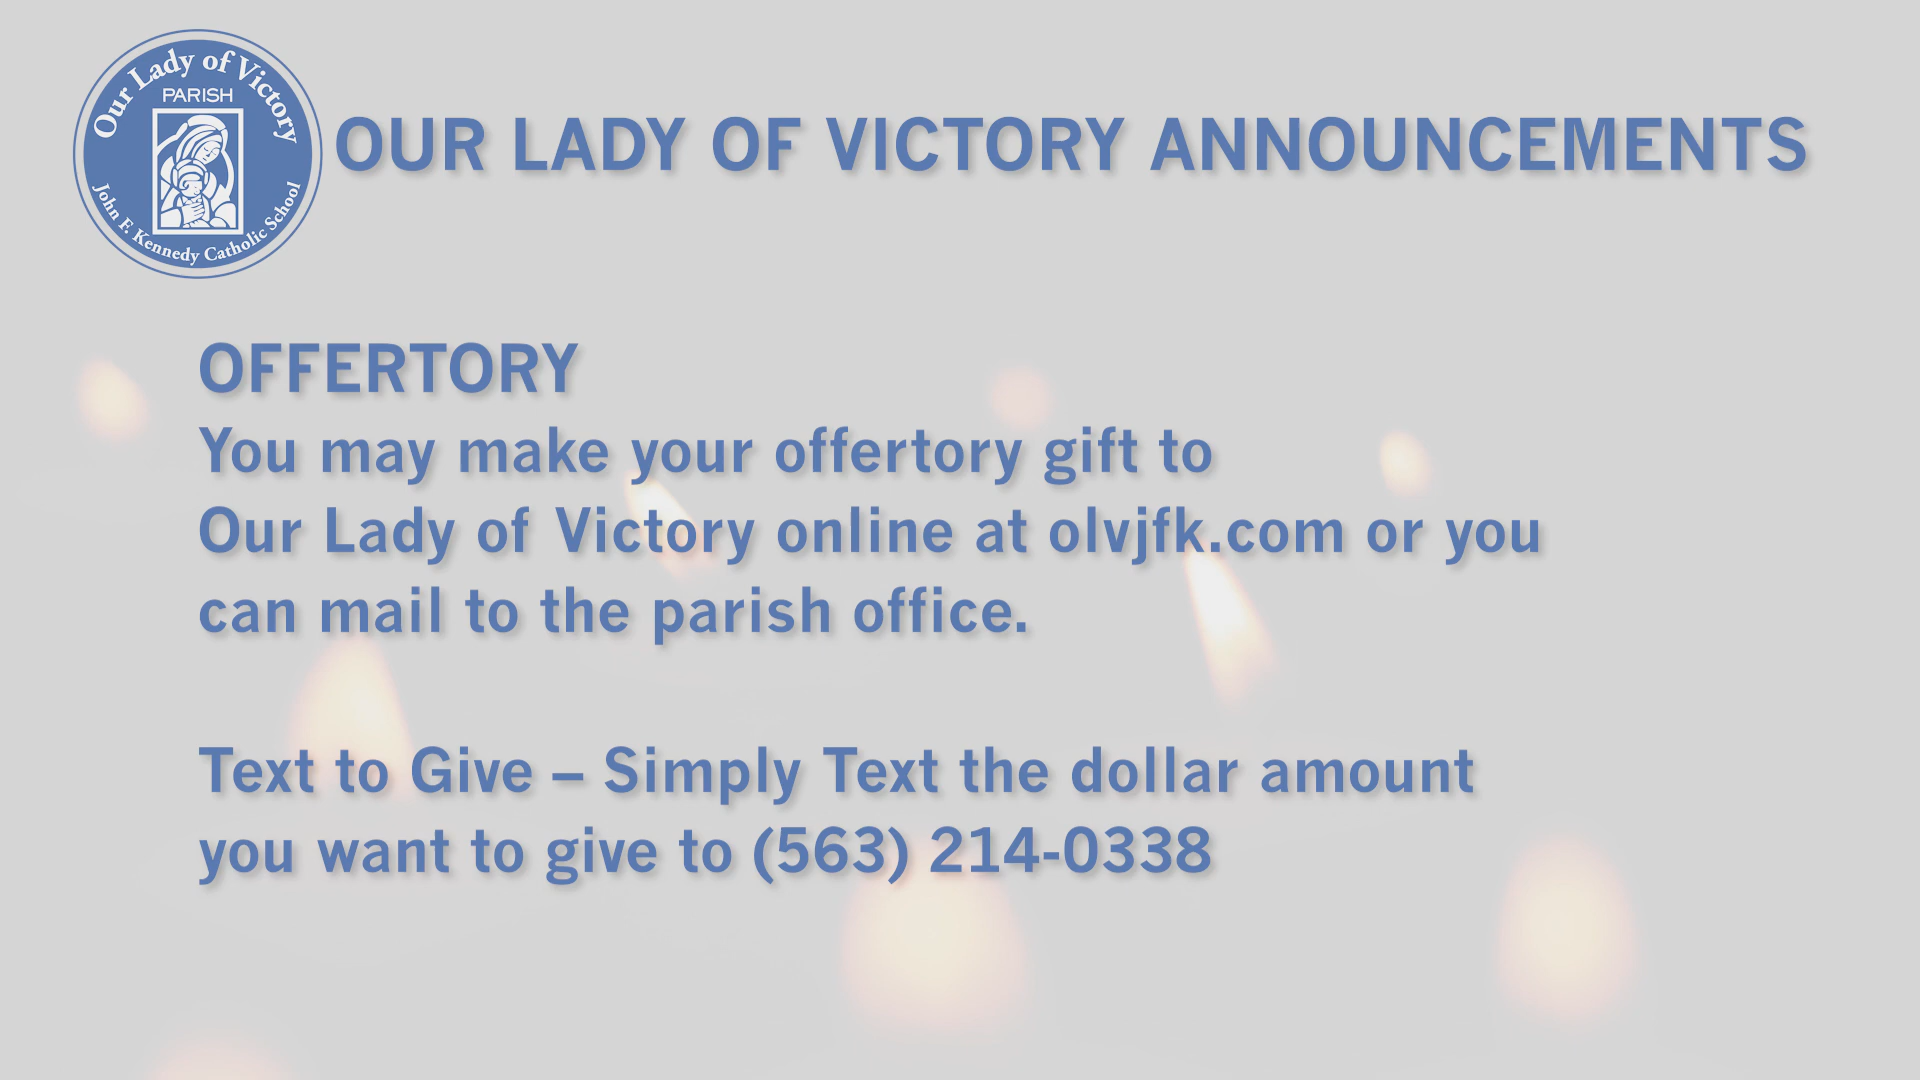 Our Lady of Victory
PARISH
John F. Kennedy Catholic School
OUR LADY OF VICTORY ANNOUNCEMENTS
OFFERTORY
You may make your offertory gift to
Our Lady of Victory online at olvjfk.com or you
can mail to the parish office.
Text to Give – Simply Text the dollar amount
you want to give to (563) 214-0338